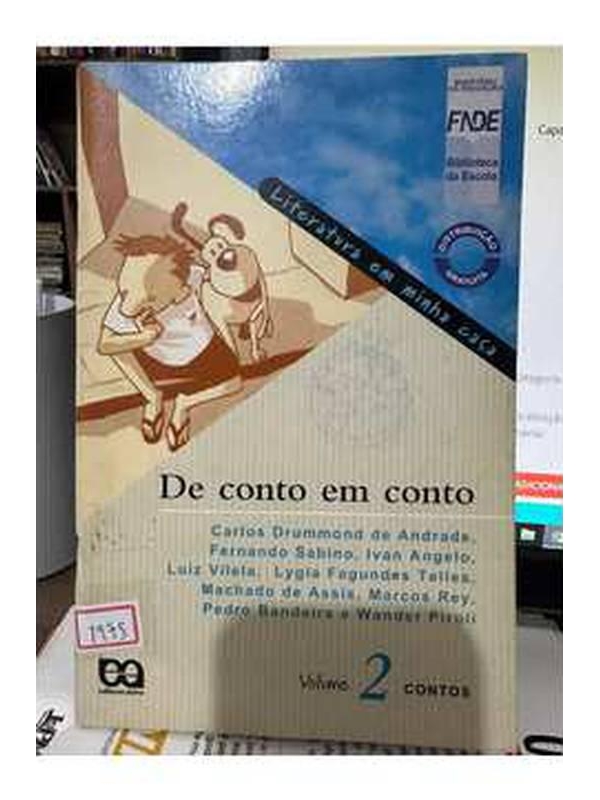 FNDE
Biblioteca
da Escola
DISTRIBUIÇÃO
GRATUITA
Literatura em minha casa
De conto em conto
Carlos Drummond de Andrade,
Fernando Sabino, Ivan Angelo,
Luiz Vilela, Lygia Fagundes Telles,
Machado de Assis, Marcos Rey,
Pedro Bandeira e Wander Piroli
1975
Volume 2 CONTOS